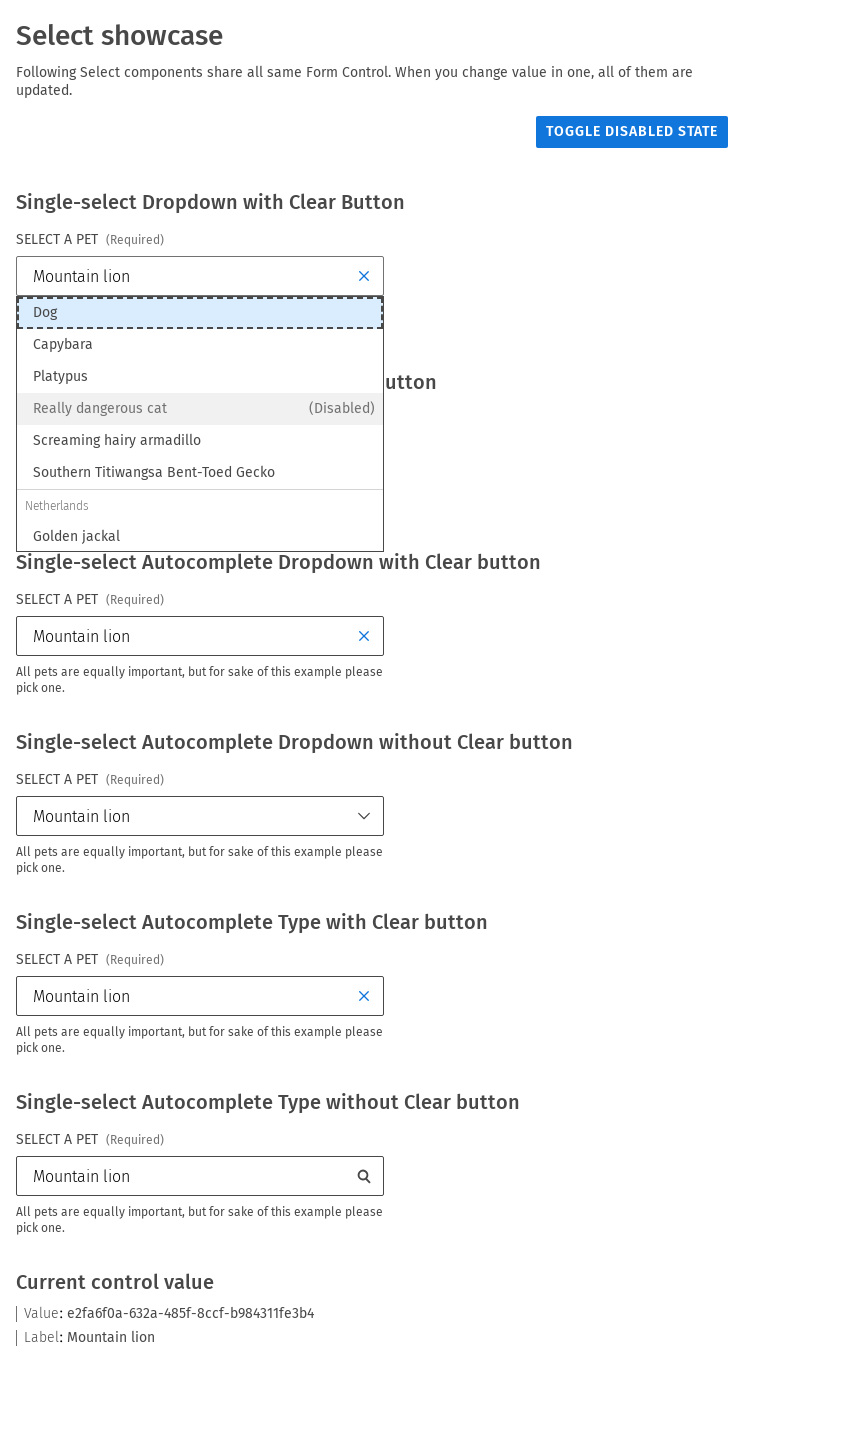 Select showcase
Following Select components share all same Form Control. When you change value in one, all of them are
updated.
TOGGLE DISABLED STATE
Single-select Dropdown with Clear Button
SELECT A PET (Required)
Mountain lion
Dog
Capybara
Platypus
utton
Really dangerous cat (Disabled)
Screaming hairy armadillo
Southern Titiwangsa Bent-Toed Gecko
Netherlands
Golden jackal
Single-select Autocomplete Dropdown with Clear button
SELECT A PET (Required)
Mountain lion
All pets are equally important, but for sake of this example please
pick one.
Single-select Autocomplete Dropdown without Clear button
SELECT A PET (Required)
Mountain lion
All pets are equally important, but for sake of this example please
pick one.
Single-select Autocomplete Type with Clear button
SELECT A PET (Required)
Mountain lion
All pets are equally important, but for sake of this example please
pick one.
Single-select Autocomplete Type without Clear button
SELECT A PET (Required)
Mountain lion
All pets are equally important, but for sake of this example please
pick one.
Current control value
Value: e2fa6f0a-632a-485f-8ccf-b984311fe3b4
Label: Mountain lion